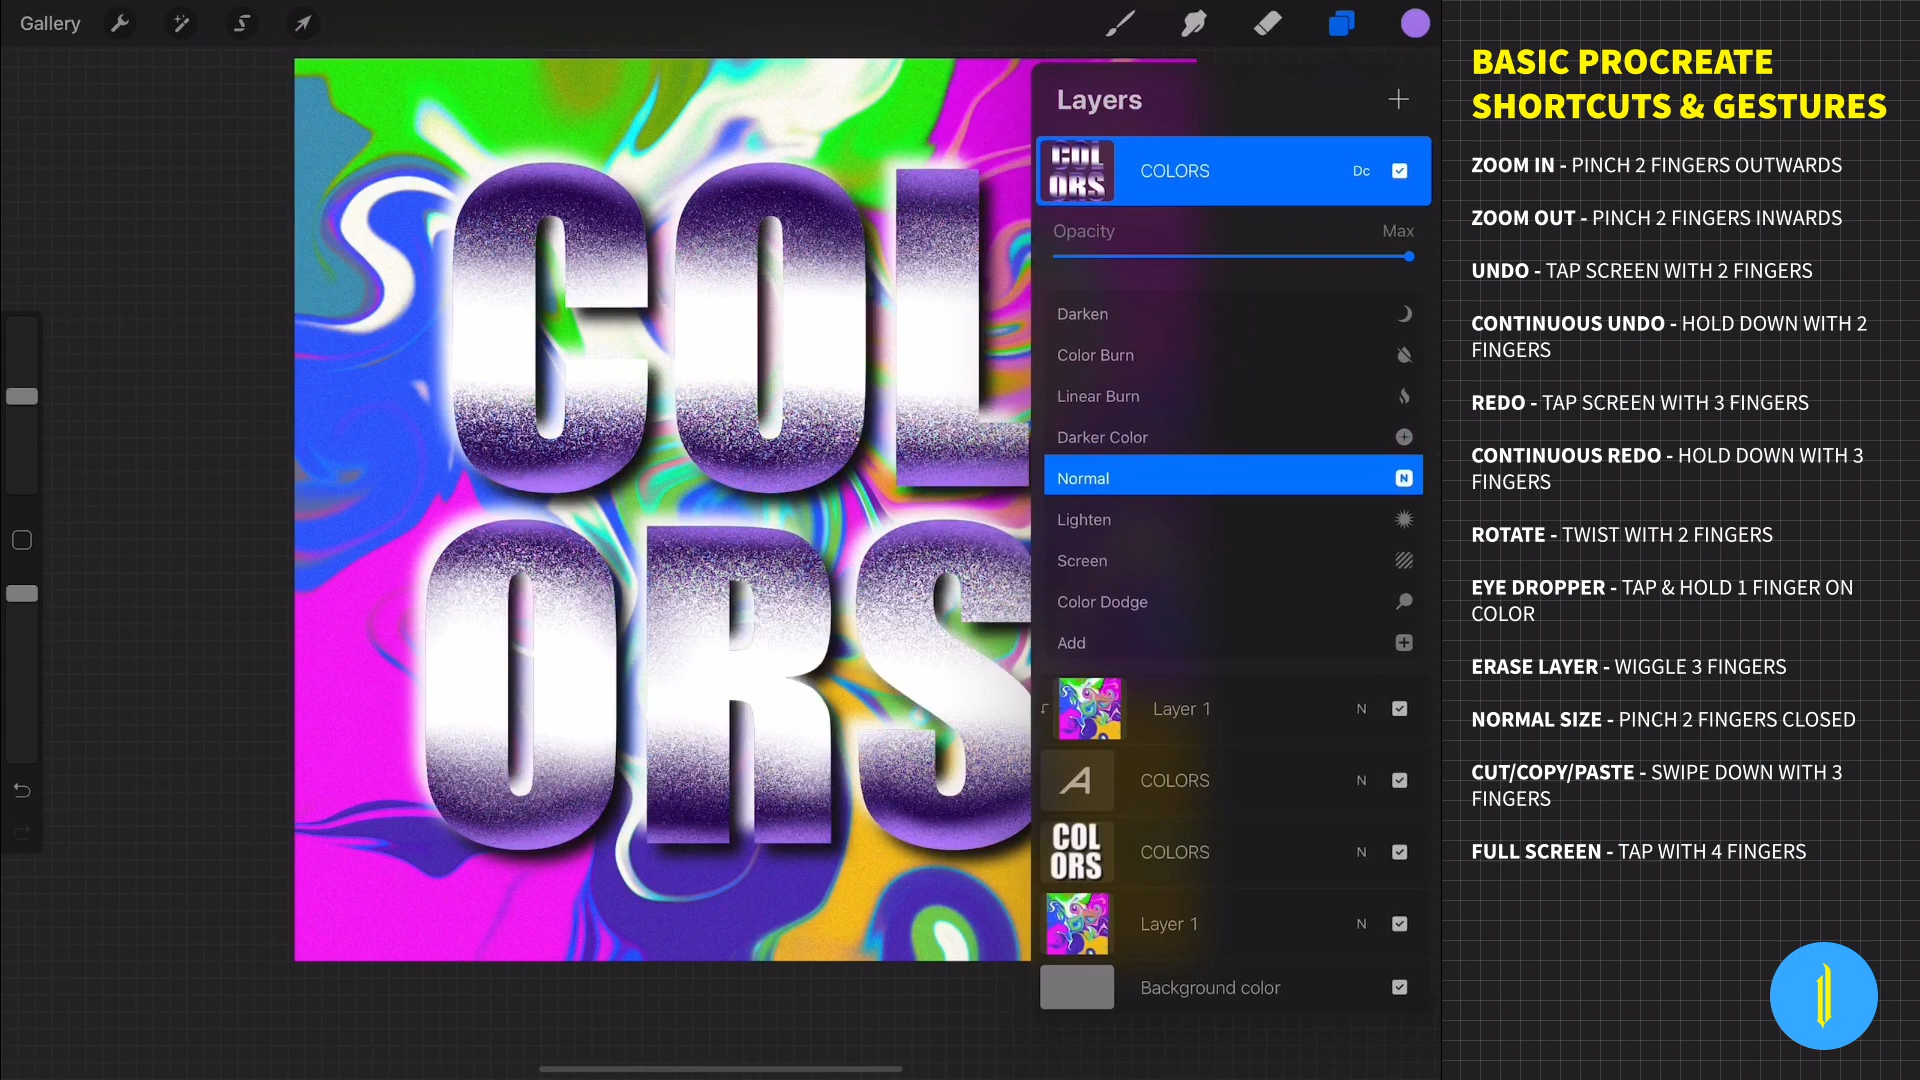 Gallery
COL
ORS
Layers
COL
ORS
COLORS
Dc
Opacity
Max
Darken
Color Burn
Linear Burn
Darker Color
Normal
N
Lighten
Screen
Color Dodge
Add
Layer 1
N
A
COLORS
N
COL
ORS
COLORS
N
Layer 1
N
Background color
BASIC PROCREATE
SHORTCUTS & GESTURES
ZOOM IN - PINCH 2 FINGERS OUTWARDS
ZOOM OUT - PINCH 2 FINGERS INWARDS
UNDO - TAP SCREEN WITH 2 FINGERS
CONTINUOUS UNDO - HOLD DOWN WITH 2
FINGERS
REDO - TAP SCREEN WITH 3 FINGERS
CONTINUOUS REDO - HOLD DOWN WITH 3
FINGERS
ROTATE - TWIST WITH 2 FINGERS
EYE DROPPER - TAP & HOLD 1 FINGER ON
COLOR
ERASE LAYER - WIGGLE 3 FINGERS
NORMAL SIZE - PINCH 2 FINGERS CLOSED
CUT/COPY/PASTE - SWIPE DOWN WITH 3
FINGERS
FULL SCREEN - TAP WITH 4 FINGERS